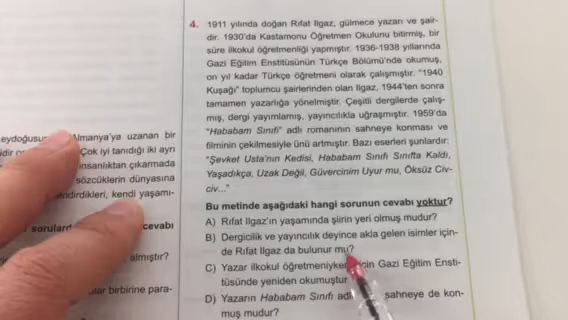 4. 1911 yılında doğan Rıfat Ilgaz, gülmece yazarı ve şair-
dir. 1930'da Kastamonu Öğretmen Okulunu bitirmiş, bir
süre ilkokul öğretmenliği yapmıştır. 1936-1938 yıllarında
Gazi Eğitim Enstitüsünün Türkçe Bölümü'nde okumuş,
on yıl kadar Türkçe öğretmeni olarak çalışmıştır. "1940
Kuşağı" toplumcu şairlerinden olan Ilgaz, 1944'ten sonra
tamamen yazarlığa yönelmiştir. Çeşitli dergilerde çalış-
mış, dergi yayımlamış, yayıncılıkla uğraşmıştır. 1959'da
"Hababam Sınıfı" adlı romanının sahneye konması ve
filminin çekilmesiyle ünü artmıştır. Bazı eserleri şunlardır:
"Şevket Usta'nın Kedisi, Hababam Sınıfı Sınıfta Kaldı,
Yaşadıkça, Uzak Değil, Güvercinim Uyur mu, Öksüz Civ-
civ..."
Bu metinde aşağıdaki hangi sorunun cevabı yoktur?
A) Rıfat Ilgaz'ın yaşamında şiirin yeri olmuş mudur?
B) Dergicilik ve yayıncılık deyince akla gelen isimler için-
de Rıfat Ilgaz da bulunur mu?
C) Yazar ilkokul öğretmeniyken Gazi Eğitim Ensti-
tüsünde yeniden okumuştur
D) Yazarın Hababam Sınıfı sahneye de kon-
muş mudur?
Almanya'ya uzanan bir
Çok iyi tanıdığı iki ayrı
insanlıktan çıkarmada
sözcüklerin dünyasına
kendi yaşamı-
cevabı
almıştır?
birbirine para-